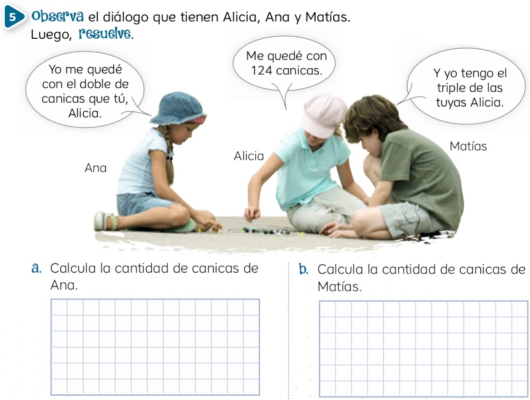 5 Observa el diálogo que tienen Alicia, Ana y Matías.
Luego, resuelve.
Yo me quedé
con el doble de
canicas que tú,
Alicia.
Me quedé con
124 canicas.
Y yo tengo el
triple de las
tuyas Alicia.
Ana
Alicia
Matías
a. Calcula la cantidad de canicas de
Ana.
b. Calcula la cantidad de canicas de
Matías.